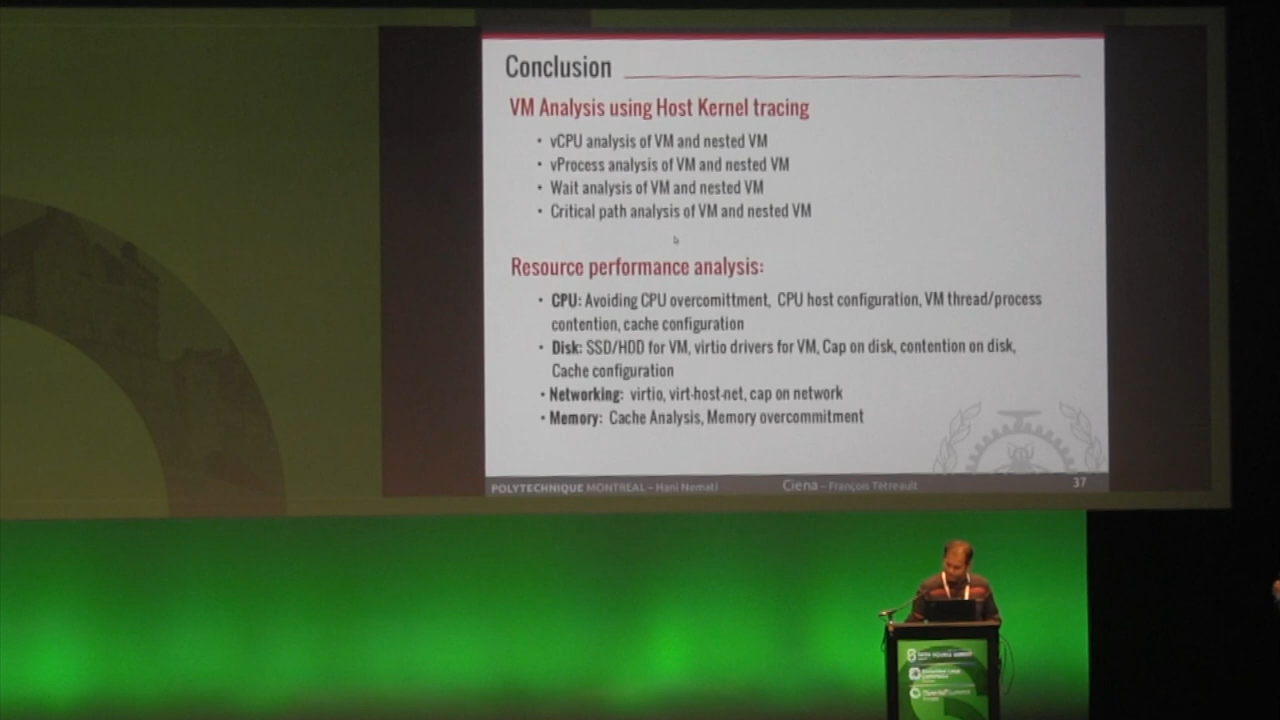 Conclusion
VM Analysis using Host Kernel tracing
• vCPU analysis of VM and nested VM
• vProcess analysis of VM and nested VM
• Wait analysis of VM and nested VM
• Critical path analysis of VM and nested VM
Resource performance analysis:
• CPU: Avoiding CPU overcomittment, CPU host configuration, VM thread/process
contention, cache configuration
• Disk: SSD/HDD for VM, virtio drivers for VM, Cap on disk, contention on disk,
Cache configuration
• Networking: virtio, virt-host-net, cap on network
• Memory: Cache Analysis, Memory overcommitment
POLYTECHNIQUE MONTREAL – Hani Nemati
Ciena – François Tétreault
37